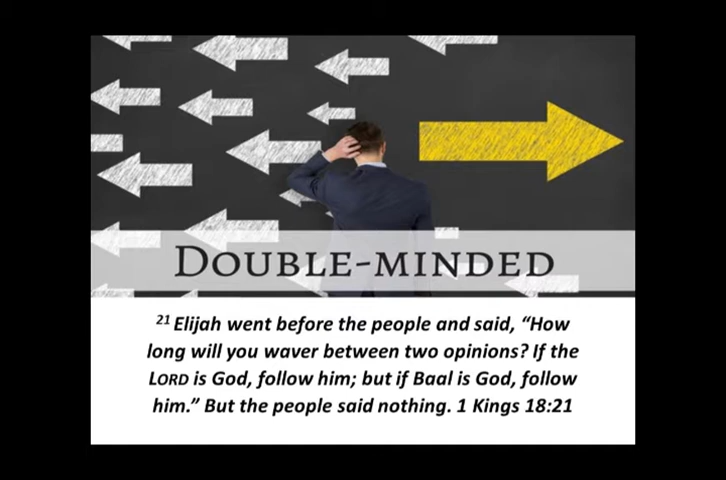 DOUBLE-MINDED
21 Elijah went before the people and said, “How
long will you waver between two opinions? If the
LORD is God, follow him; but if Baal is God, follow
him.” But the people said nothing. 1 Kings 18:21